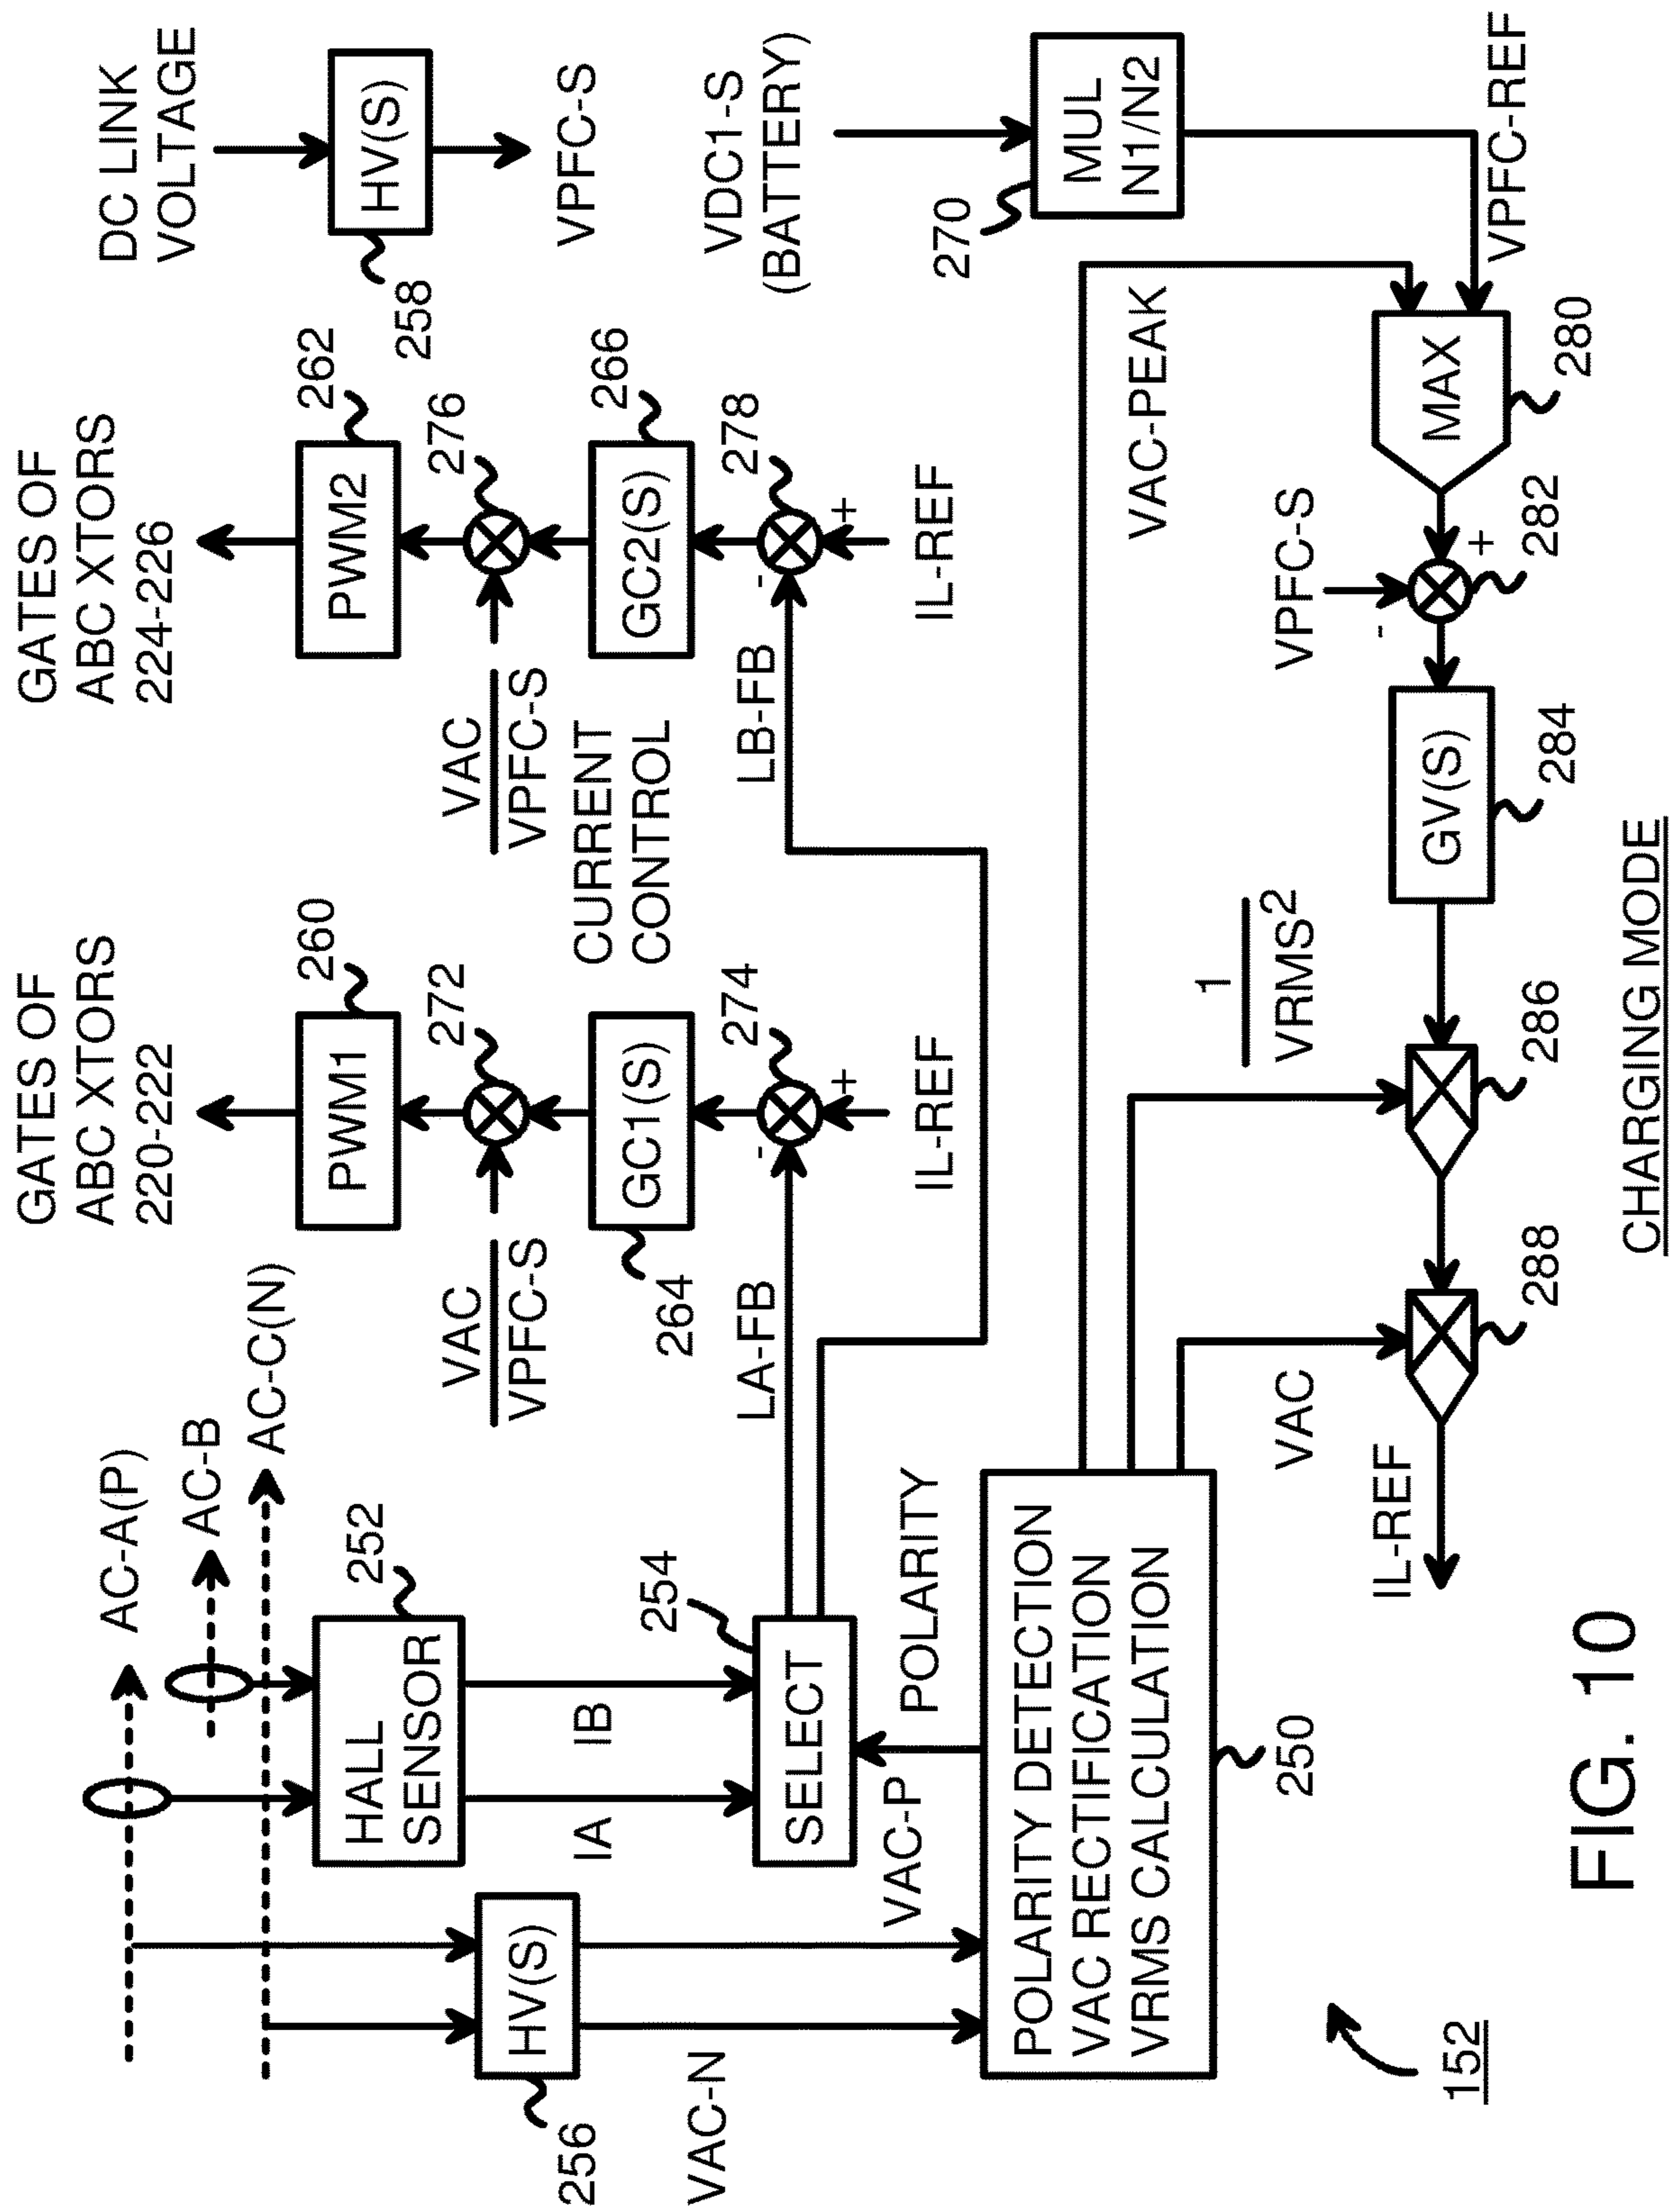 AC-A(P)
AC-B
AC-C(N)
GATES OF
ABC XTORS
220-222
GATES OF
ABC XTORS
224-226
DC LINK
VOLTAGE
HALL
SENSOR
252
PWM1
260
PWM2
262
HV(S)
258
VPFC-S
272
276
VAC
VPFC-S
VAC
VPFC-S
HV(S)
256
IA
IB
GC1(S)
264
CURRENT
CONTROL
GC2(S)
266
SELECT
254
LA-FB
-
274
+
IL-REF
LB-FB
-
278
+
IL-REF
VDC1-S
(BATTERY)
270
MUL
N1/N2
VAC-N
VAC-P
POLARITY
POLARITY DETECTION
VAC RECTIFICATION
VRMS CALCULATION
250
VAC-PEAK
VPFC-REF
1
VRMS2
VAC
VPFC-S
-
+
MAX
280
282
GV(S)
284
286
288
IL-REF
152
CHARGING MODE
FIG. 10